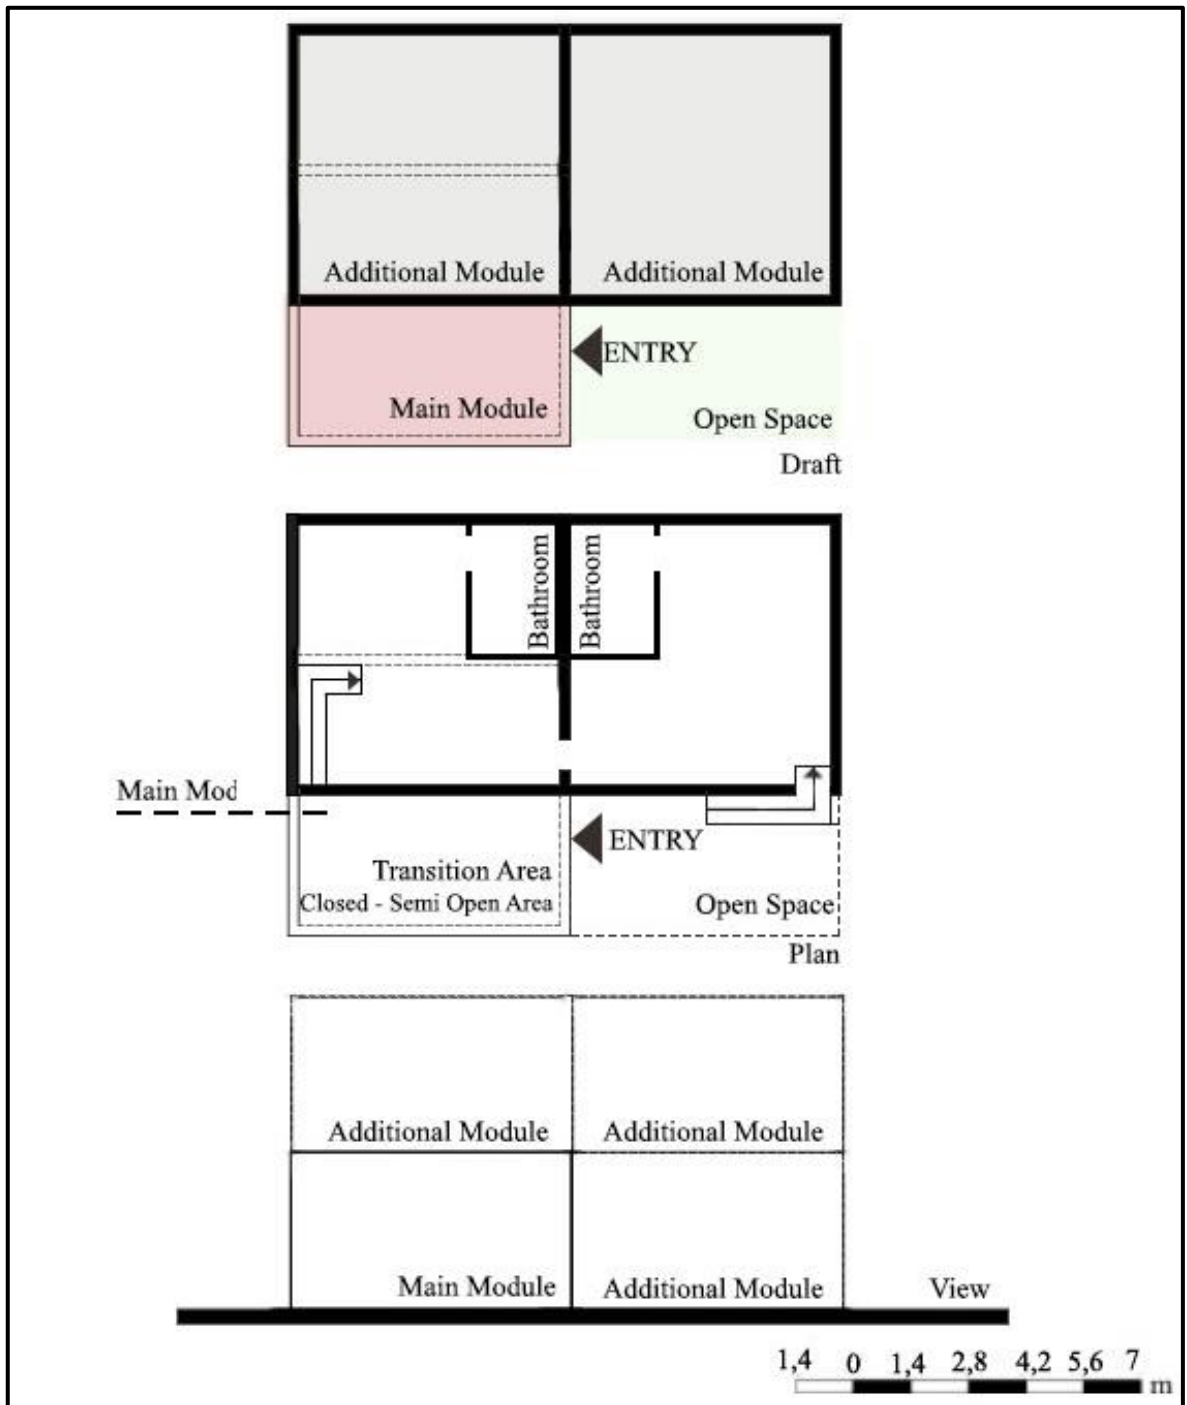 Additional Module Additional Module
ENTRY
Main Module
Open Space
Draft
Bathroom Bathroom
Main Mod
ENTRY
Transition Area
Closed - Semi Open Area Open Space
Plan
Additional Module Additional Module
Main Module Additional Module View
1,4 0 1,4 2,8 4,2 5,6 7
m